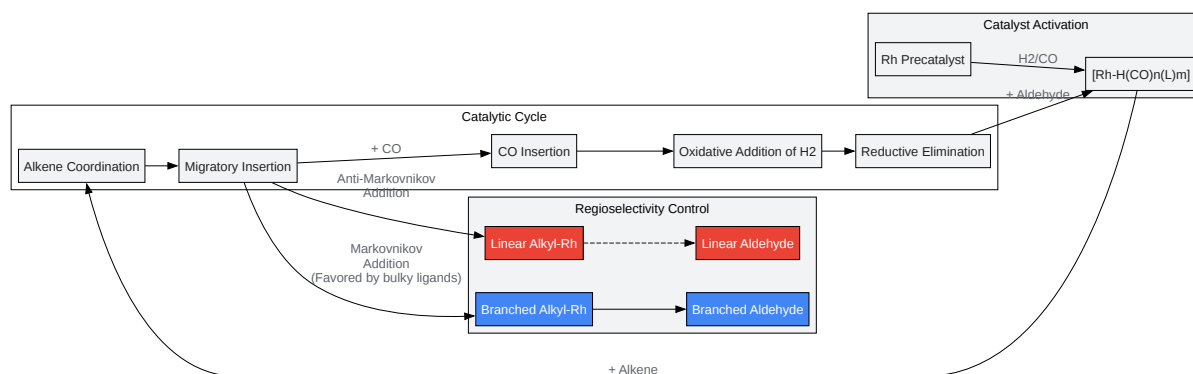 Catalyst Activation
Rh Precatalyst
H2/CO
[Rh-H(CO)n(L)m]
+ Aldehyde
Catalytic Cycle
Alkene Coordination
Migratory Insertion
+ CO
CO Insertion
Oxidative Addition of H2
Reductive Elimination
Anti-Markovnikov
Addition
Regioselectivity Control
Linear Alkyl-Rh
Linear Aldehyde
Markovnikov
Addition
(Favored by bulky ligands)
Branched Alkyl-Rh
Branched Aldehyde
+ Alkene